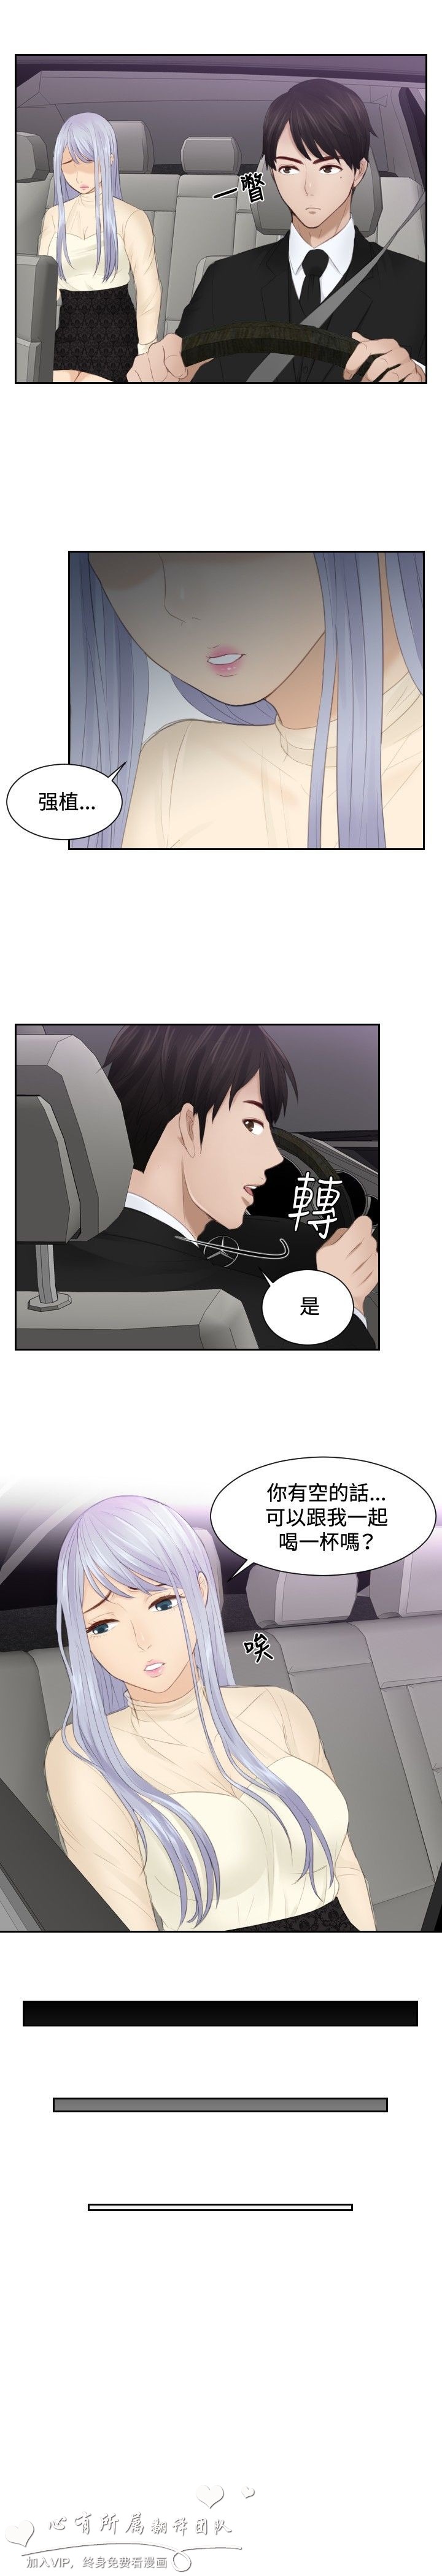 一瞥
强植...
轉
是
你有空的話...
可以跟我一起
喝一杯嗎？
唉
心有所属翻译团队
加入VIP，终身免费看漫画